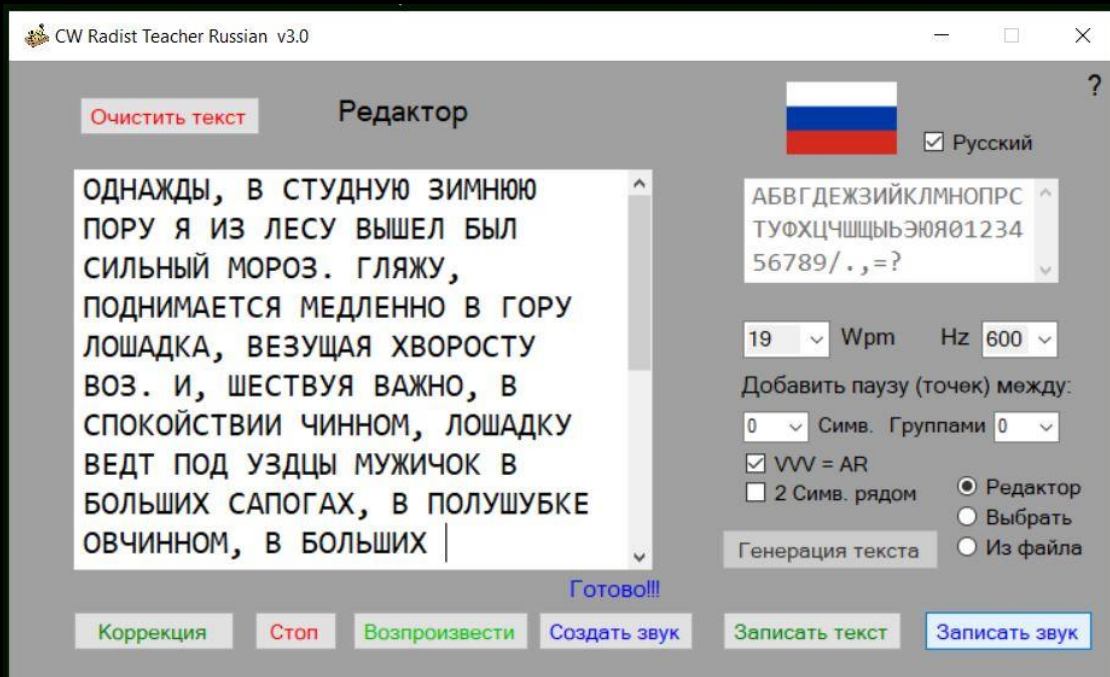 CW Radist Teacher Russian v3.0
?
Очистить текст
Редактор
Русский
ОДНАЖДЫ, В СТУДНУЮ ЗИМНЮЮ
ПОРУ Я ИЗ ЛЕСУ ВЫШЕЛ БЫЛ
СИЛЬНЫЙ МОРОЗ. ГЛЯЖУ,
ПОДНИМАЕТСЯ МЕДЛЕННО В ГОРУ
ЛОШАДКА, ВЕЗУЩАЯ ХВОРОСТУ
ВОЗ. И, ШЕСТВУЯ ВАЖНО, В
СПОКОЙСТВИИ ЧИННОМ, ЛОШАДКУ
ВЕДТ ПОД УЗДЦЫ МУЖИЧОК В
БОЛЬШИХ САПОГАХ, В ПОЛУШУБКЕ
ОВЧИННОМ, В БОЛЬШИХ
АБВГДЕЖЗИЙКЛМНОПРС
ТУФХЦЧШЩЫЬЭЮЯ01234
56789/.,=?
19 Wpm Hz 600
Добавить паузу (точек) между:
0 Симв. Группами 0
VVV = AR
2 Симв. рядом
Редактор
Выбрать
Из файла
Генерация текста
Готово!!!
Коррекция
Стоп
Возпроизвести
Создать звук
Записать текст
Записать звук